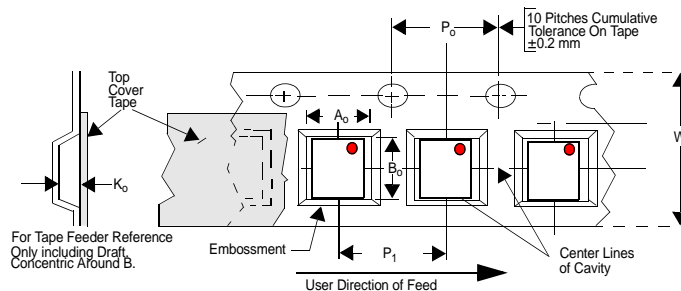 10 Pitches Cumulative
Tolerance On Tape
±0.2 mm
Po
Top
Cover
Tape
Ao
W
Bo
Ko
For Tape Feeder Reference
Only including Draft,
Concentric Around B.
Embossment
P1
Center Lines
of Cavity
User Direction of Feed